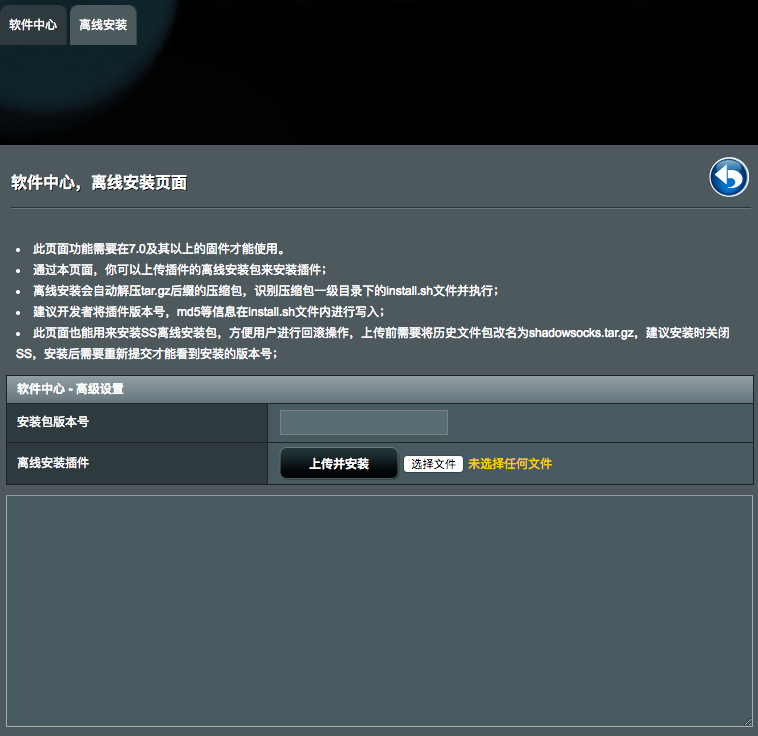 软件中心 离线安装
软件中心，离线安装页面
• 此页面功能需要在7.0及其以上的固件才能使用。
• 通过本页面，你可以上传插件的离线安装包来安装插件；
• 离线安装会自动解压tar.gz后缀的压缩包，识别压缩包一级目录下的install.sh文件并执行；
• 建议开发者将插件版本号，md5等信息在install.sh文件内进行写入；
• 此页面也能用来安装SS离线安装包，方便用户进行回滚操作，上传前需要将历史文件包改名为shadowsocks.tar.gz，建议安装时关闭
SS，安装后需要重新提交才能看到安装的版本号；
软件中心 - 高级设置
安装包版本号
离线安装插件 上传并安装 选择文件 未选择任何文件